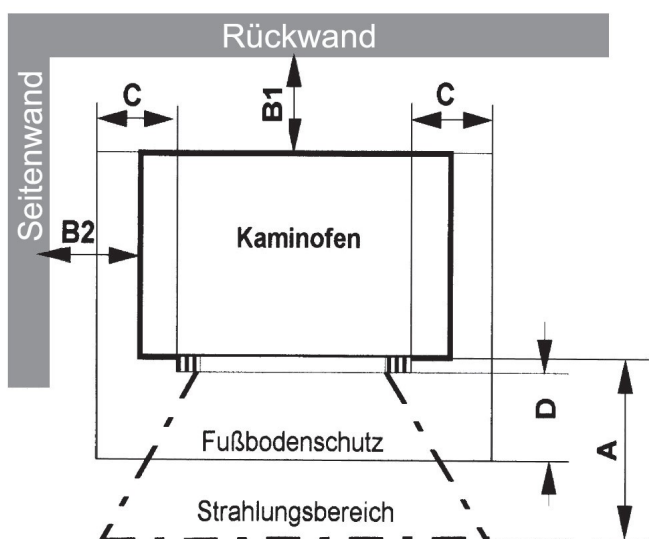 Rückwand
Seitenwand
C
B1
C
B2
Kaminofen
D
A
Fußbodenschutz
Strahlungsbereich